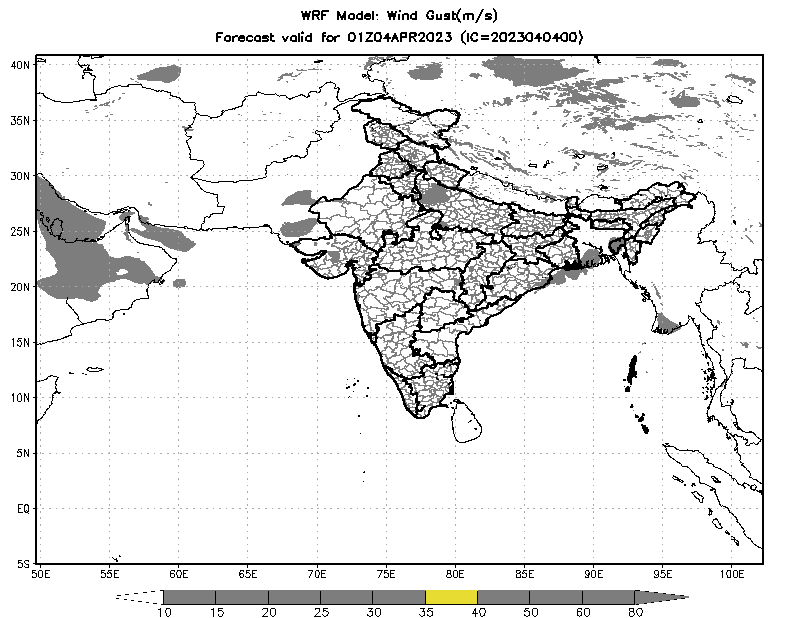 WRF Model: Wind Gust(m/s)
Forecast valid for 01Z04APR2023 (IC=2023040400)
40N
35N
30N
25N
20N
15N
10N
5N
EQ
5S
50E 55E 60E 65E 70E 75E 80E 85E 90E 95E 100E
10 15 20 25 30 35 40 50 60 80